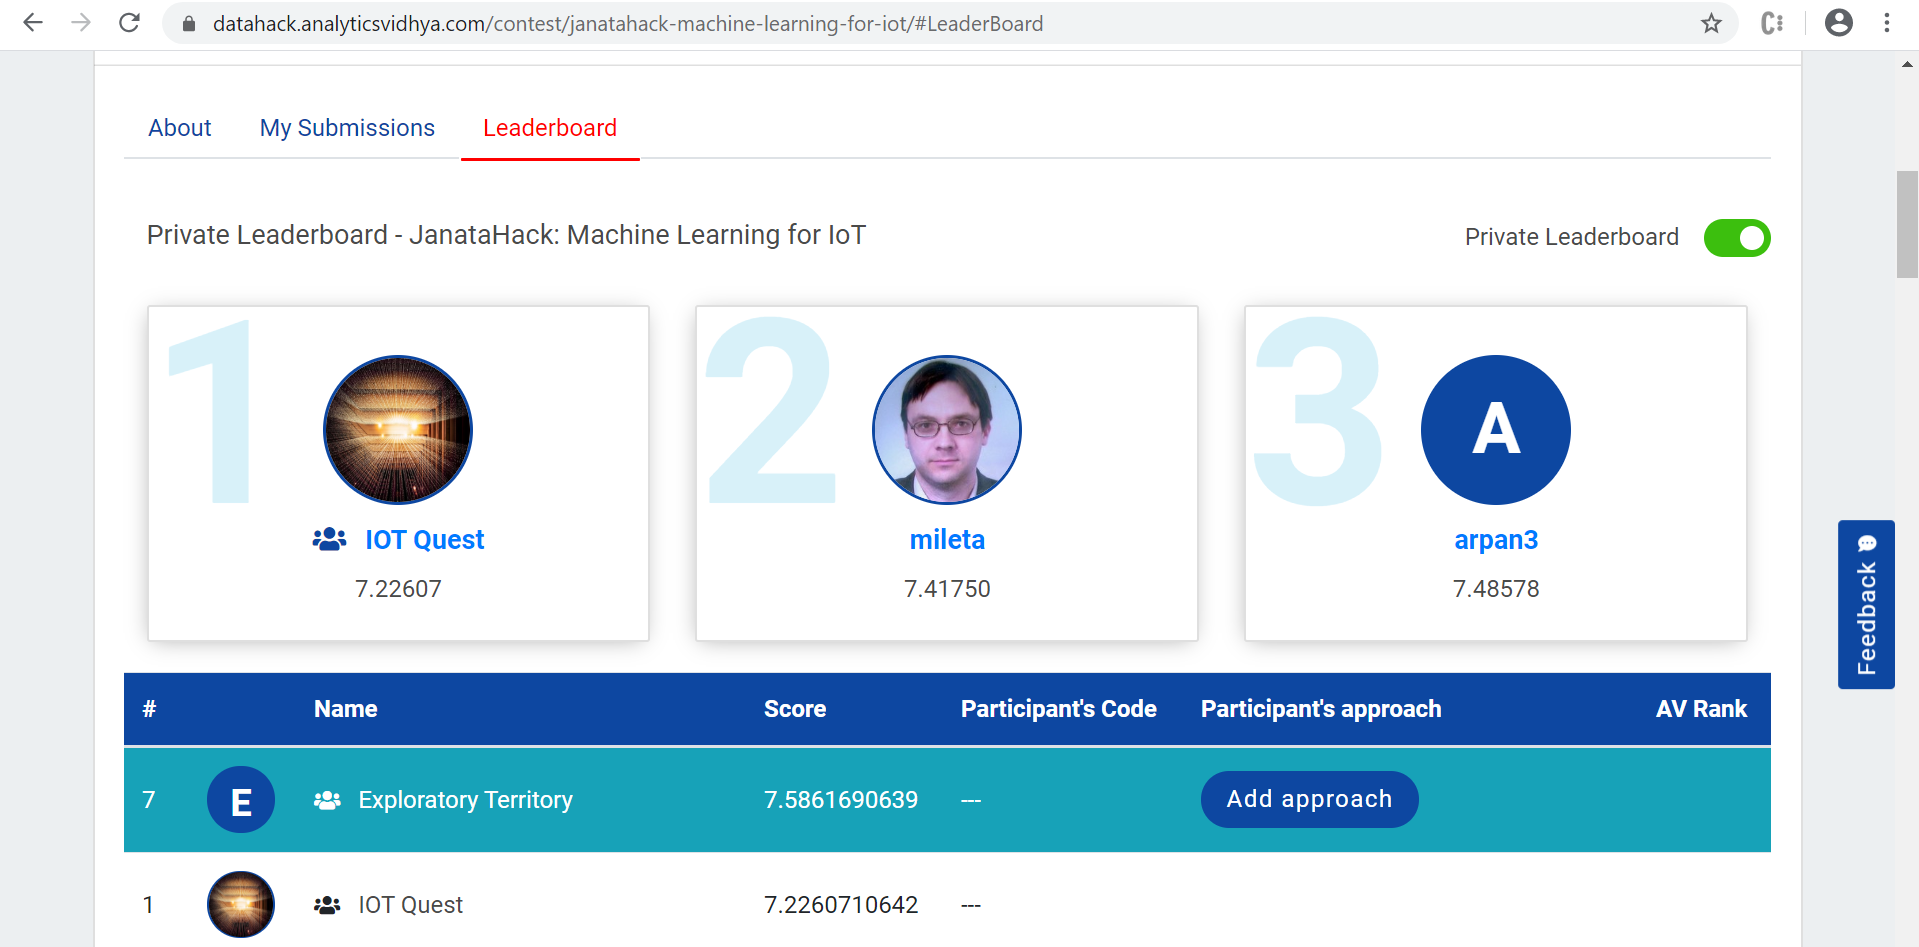 datahack.analyticsvidhya.com/contest/janatahack-machine-learning-for-iot/#LeaderBoard
About My Submissions Leaderboard
Private Leaderboard - JanataHack: Machine Learning for IoT Private Leaderboard
1 2 3
A
IOT Quest mileta arpan3
7.22607 7.41750 7.48578
Feedback
# Name Score Participant's Code Participant's approach AV Rank
7 E Exploratory Territory 7.5861690639 --- Add approach
1 IOT Quest 7.2260710642 ---